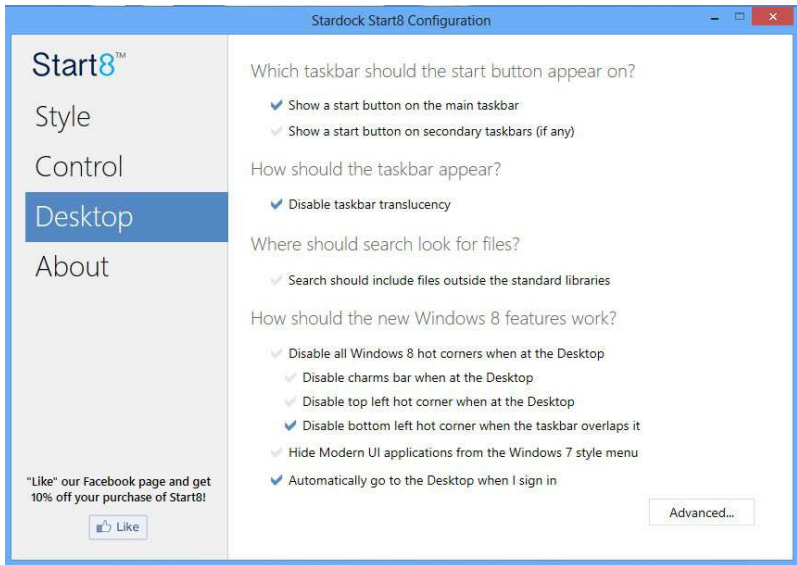 Stardock Start8 Configuration
Start8™
Style
Control
Desktop
About
"Like" our Facebook page and get
10% off your purchase of Start8!
Like
Which taskbar should the start button appear on?
Show a start button on the main taskbar
Show a start button on secondary taskbars (if any)
How should the taskbar appear?
Disable taskbar translucency
Where should search look for files?
Search should include files outside the standard libraries
How should the new Windows 8 features work?
Disable all Windows 8 hot corners when at the Desktop
Disable charms bar when at the Desktop
Disable top left hot corner when at the Desktop
Disable bottom left hot corner when the taskbar overlaps it
Hide Modern UI applications from the Windows 7 style menu
Automatically go to the Desktop when I sign in
Advanced...